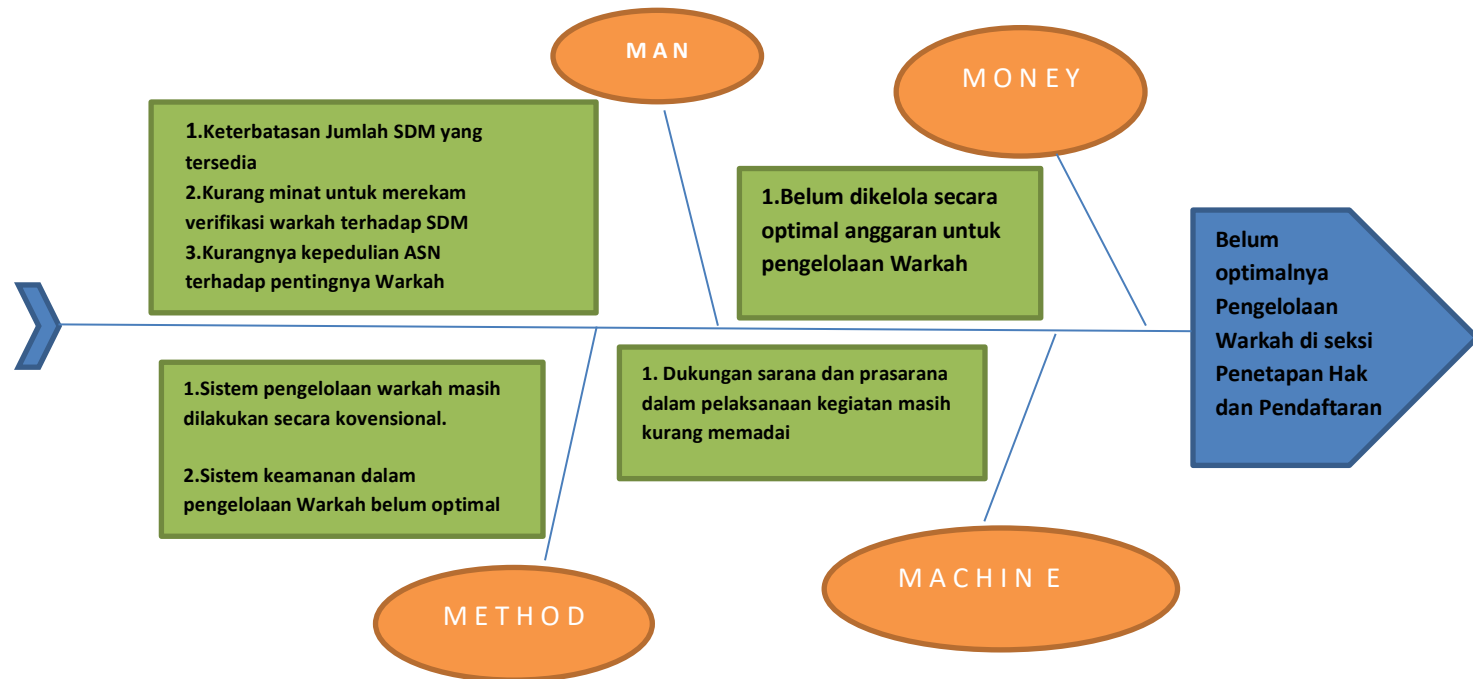 MAN
MONEY
1.Keterbatasan Jumlah SDM yang
tersedia
2.Kurang minat untuk merekam
verifikasi warkah terhadap SDM
3.Kurangnya kepedulian ASN
terhadap pentingnya Warkah
1.Belum dikelola secara
optimal anggaran untuk
pengelolaan Warkah
Belum
optimalnya
Pengelolaan
Warkah di seksi
Penetapan Hak
dan Pendaftaran
1.Sistem pengelolaan warkah masih
dilakukan secara kovensional.
2.Sistem keamanan dalam
pengelolaan Warkah belum optimal
1. Dukungan sarana dan prasarana
dalam pelaksanaan kegiatan masih
kurang memadai
METHOD
MACHINE